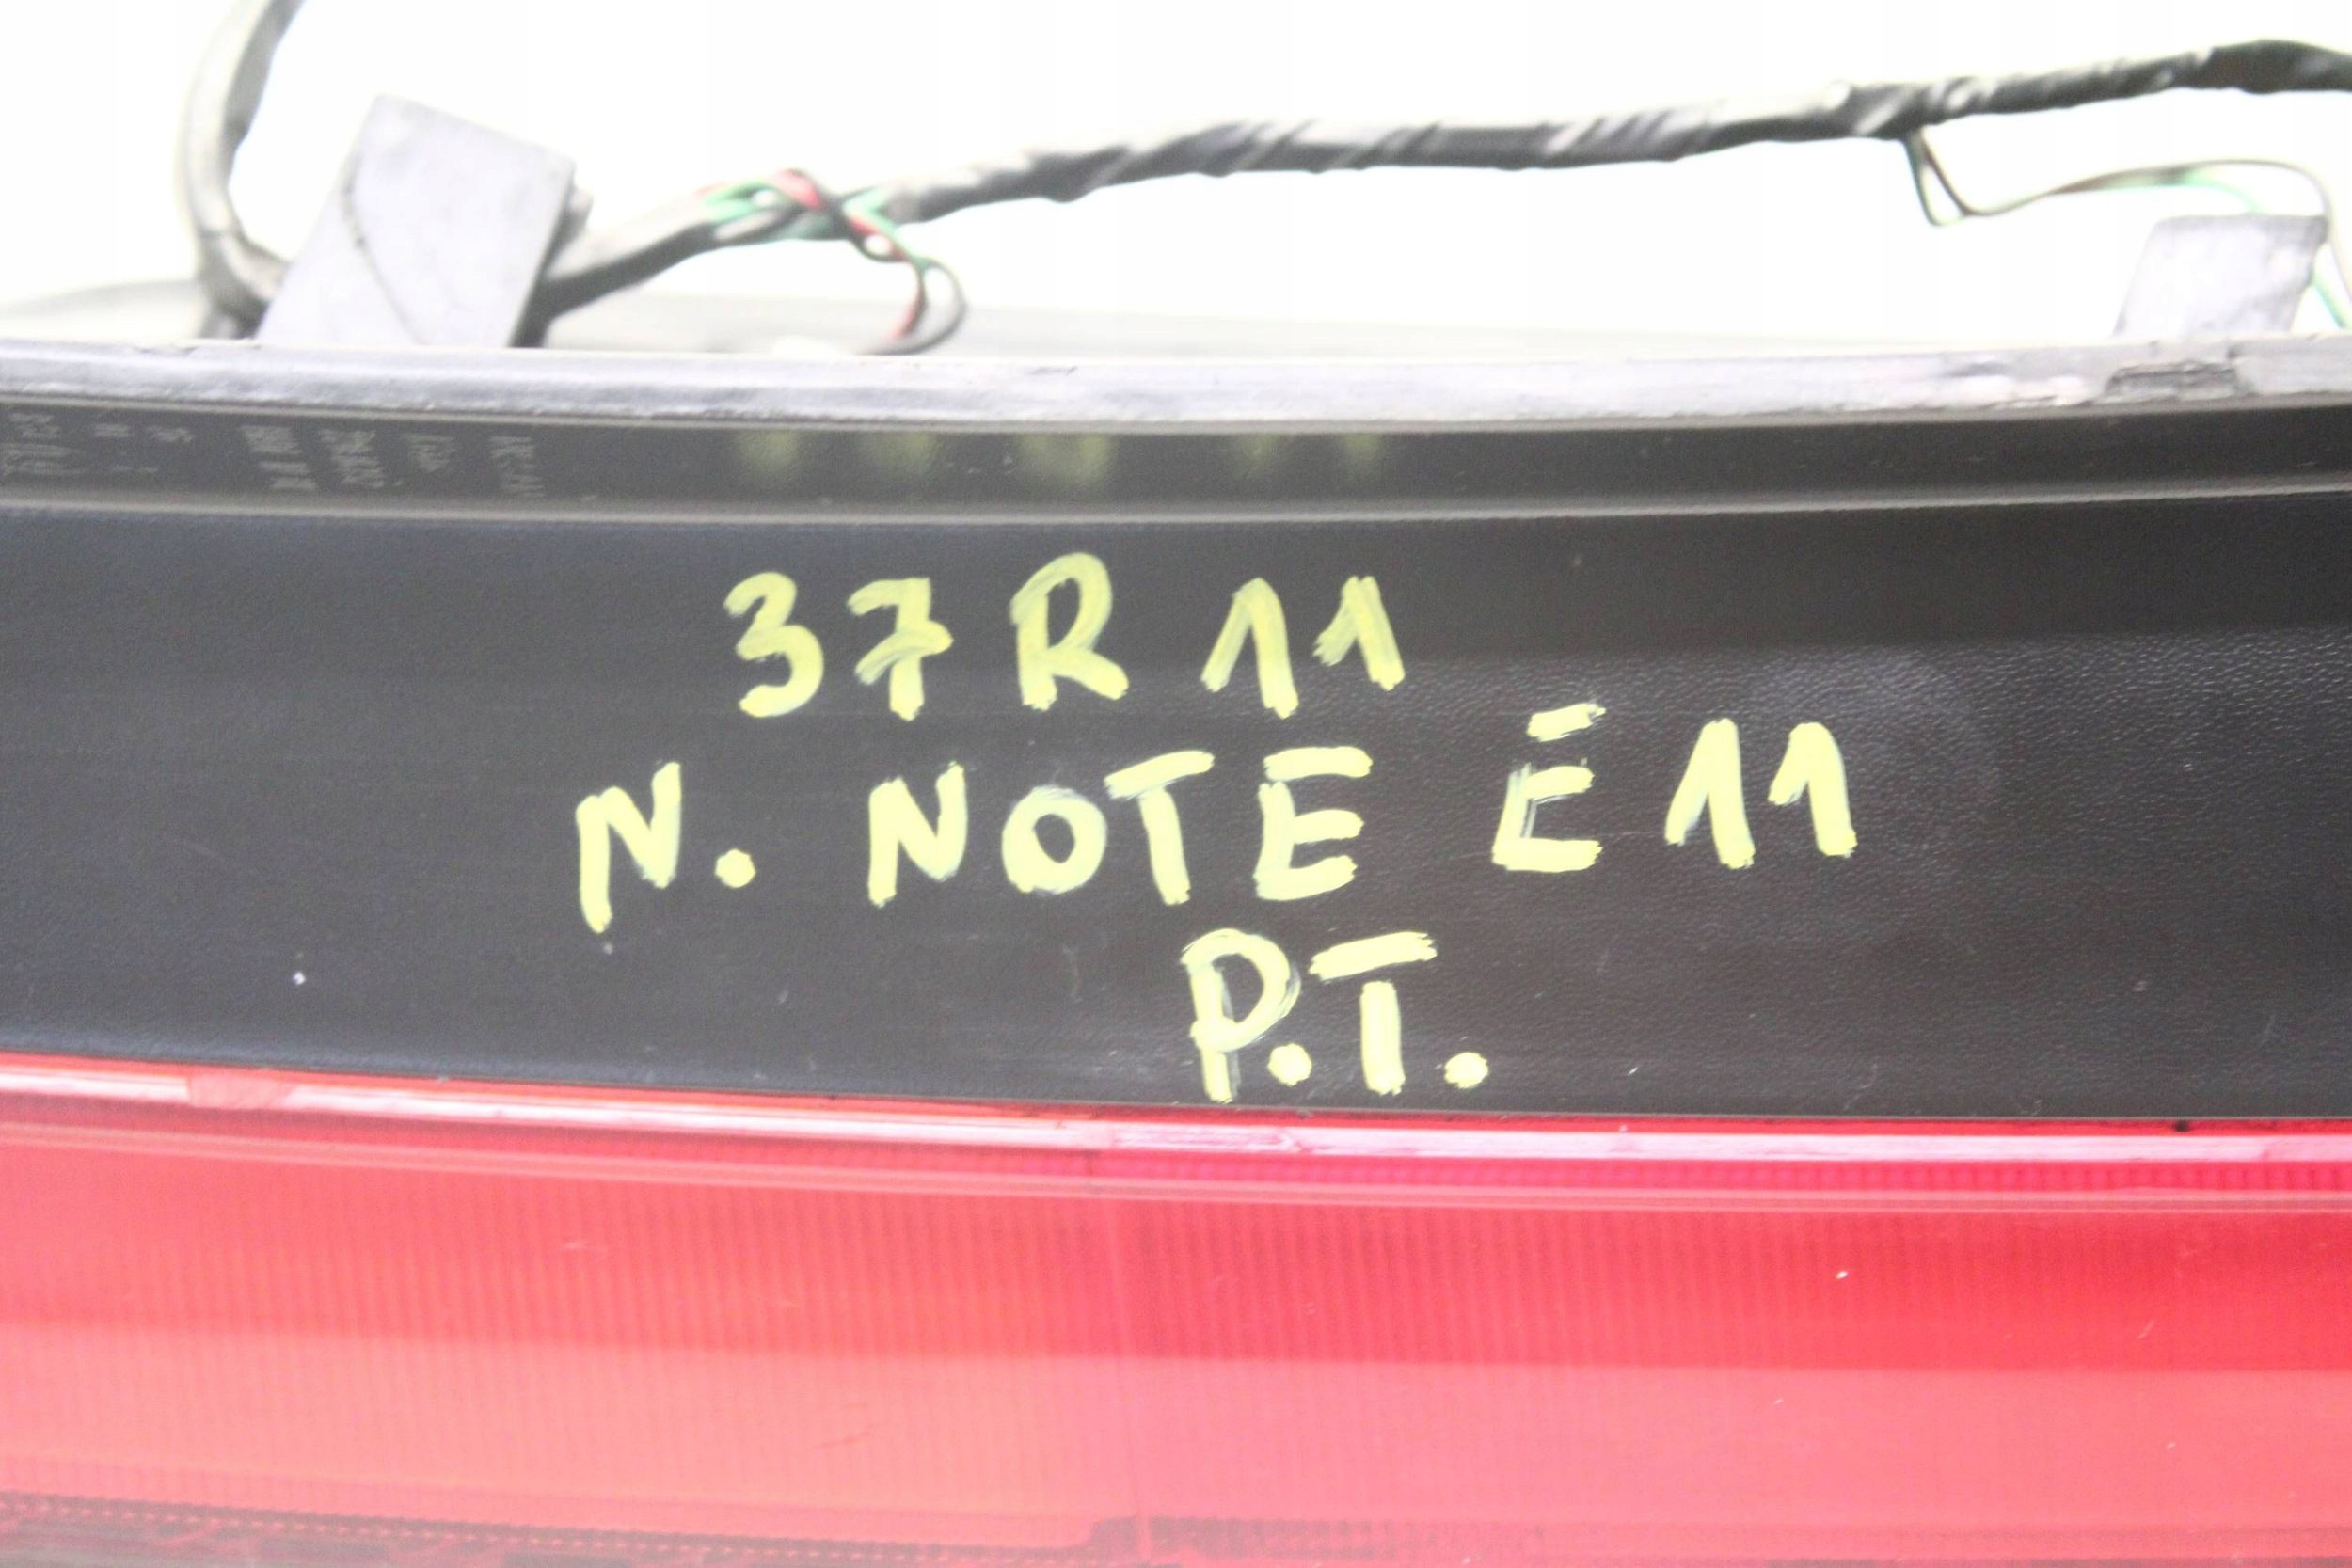 37R11
N. NOTE E11
P.T.